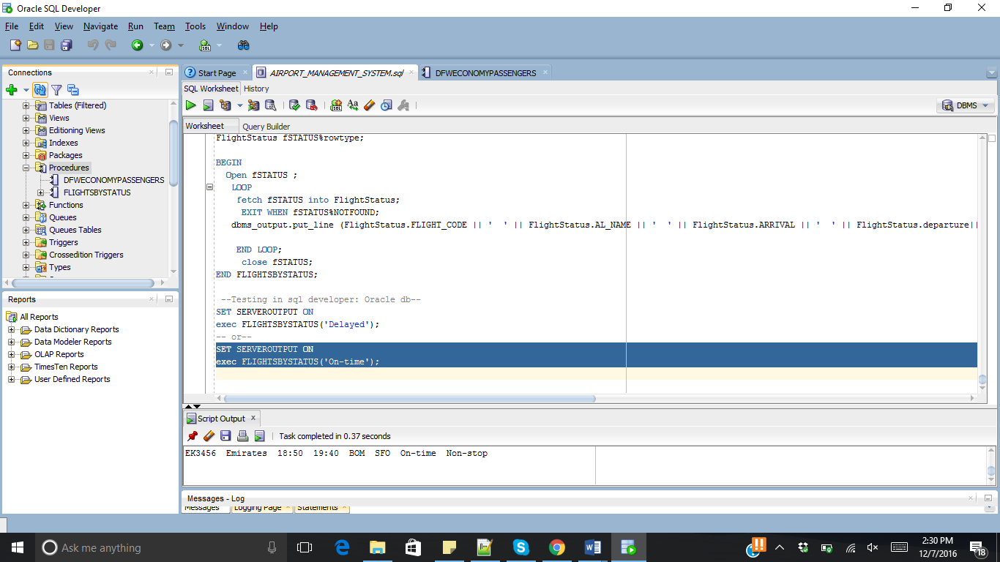 Oracle SQL Developer
File Edit View Navigate Run Team Tools Window Help
Connections
Tables (Filtered)
Views
Editioning Views
Indexes
Packages
Procedures
DFWECONOMYPASSENGERS
FLIGHTSBYSTATUS
Functions
Queues
Queues Tables
Triggers
Crossedition Triggers
Types
Reports
All Reports
Data Dictionary Reports
Data Modeler Reports
OLAP Reports
TimesTen Reports
User Defined Reports
Start Page AIRPORT_MANAGEMENT_SYSTEM.sql DFWECONOMYPASSENGERS
SQL Worksheet History
DBMS
Worksheet Query Builder
FlightStatus fSTATUS%rowtype;
BEGIN
Open fSTATUS ;
LOOP
fetch fSTATUS into FlightStatus;
EXIT WHEN fSTATUS%NOTFOUND;
dbms_output.put_line (FlightStatus.FLIGHT_CODE || '  ' || FlightStatus.AL_NAME || '  ' || FlightStatus.ARRIVAL || '  ' || FlightStatus.departure||
END LOOP;
close fSTATUS;
END FLIGHTSBYSTATUS;
--Testing in sql developer: Oracle db--
SET SERVEROUTPUT ON
exec FLIGHTSBYSTATUS('Delayed');
-- or--
SET SERVEROUTPUT ON
exec FLIGHTSBYSTATUS('On-time');
Script Output x
Task completed in 0.37 seconds
EK3456  Emirates  18:50  19:40  BOM  SFO  On-time  Non-stop
Messages - Log
Messages Logging Page Statements
Ask me anything
2:30 PM
12/7/2016
18